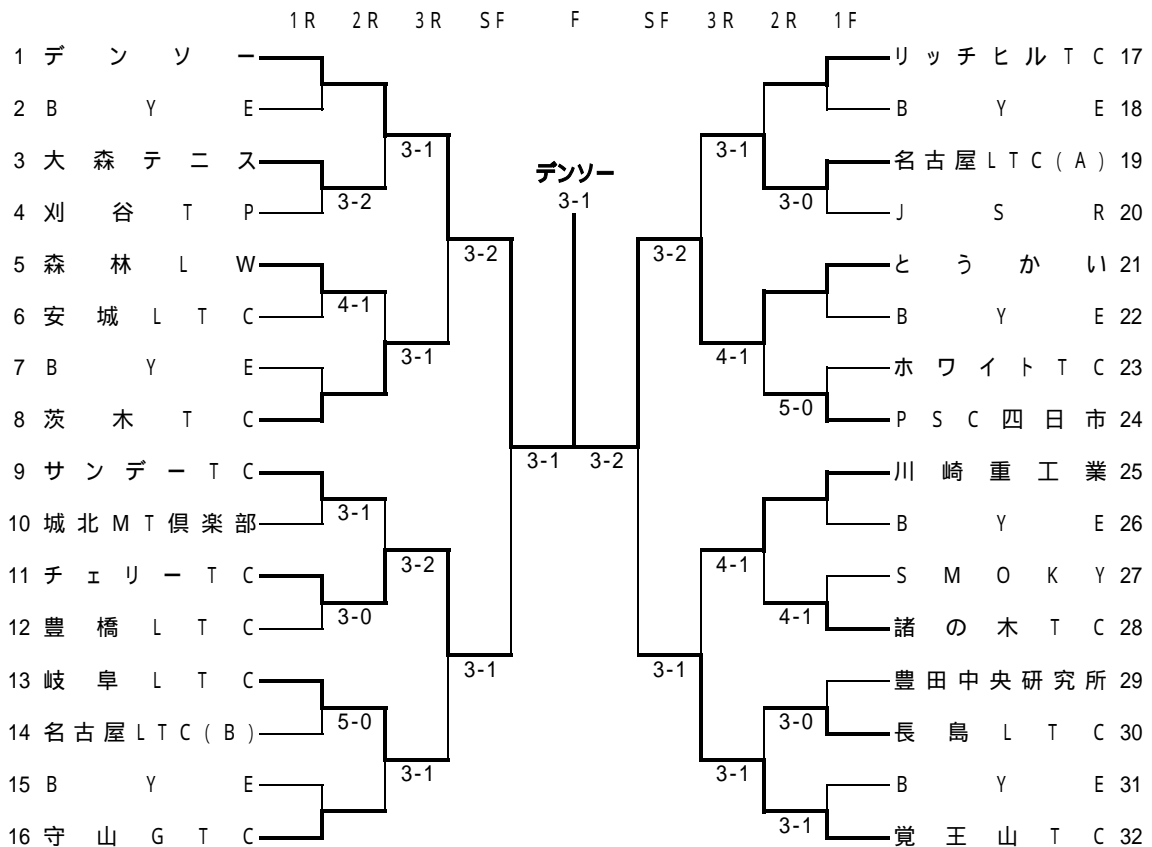 1R 2R 3R SF F SF 3R 2R 1F
1 デンソー リッチヒルTC 17
2 BYE BYE 18
3-1 3-1
3 大森テニス 名古屋LTC(A) 19
デンソー
3-2 3-1 3-0
4 刈谷TP JSR 20
3-2 3-2
5 森林LW とうかい 21
4-1
6 安城LTC BYE 22
3-1 4-1
7 BYE ホワイトTC 23
5-0
8 茨木TC PSC四日市 24
3-1 3-2
9 サンデーTC 川崎重工業 25
3-1
10 城北MT倶楽部 BYE 26
3-2 4-1
11 チェリーTC SMOKY 27
3-0 4-1
12 豊橋LTC 諸の木TC 28
3-1 3-1
13 岐阜LTC 豊田中央研究所 29
5-0 3-0
14 名古屋LTC(B) 長島LTC 30
3-1 3-1
15 BYE BYE 31
3-1
16 守山GTC 覚王山TC 32